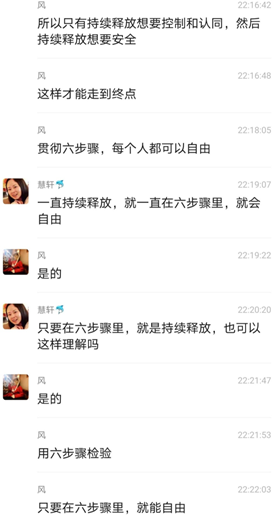 风 22:16:42
所以只有持续释放想要控制和认同，然后
持续释放想要安全
风 22:16:48
这样才能走到终点
风 22:18:05
贯彻六步骤，每个人都可以自由
慧轩 22:19:07
一直持续释放，就一直在六步骤里，就会
自由
风 22:19:22
是的
慧轩 22:20:20
只要在六步骤里，就是持续释放，也可以
这样理解吗
风 22:21:47
是的
风 22:21:53
用六步骤检验
风 22:22:03
只要在六步骤里，就能自由